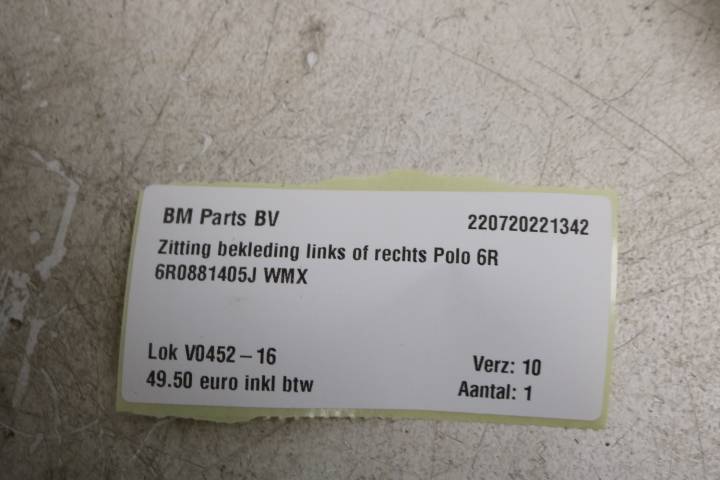 BM Parts BV
220720221342
Zitting bekleding links of rechts Polo 6R
6R0881405J WMX
Lok V0452-16
Verz: 10
49.50 euro inkl btw
Aantal: 1